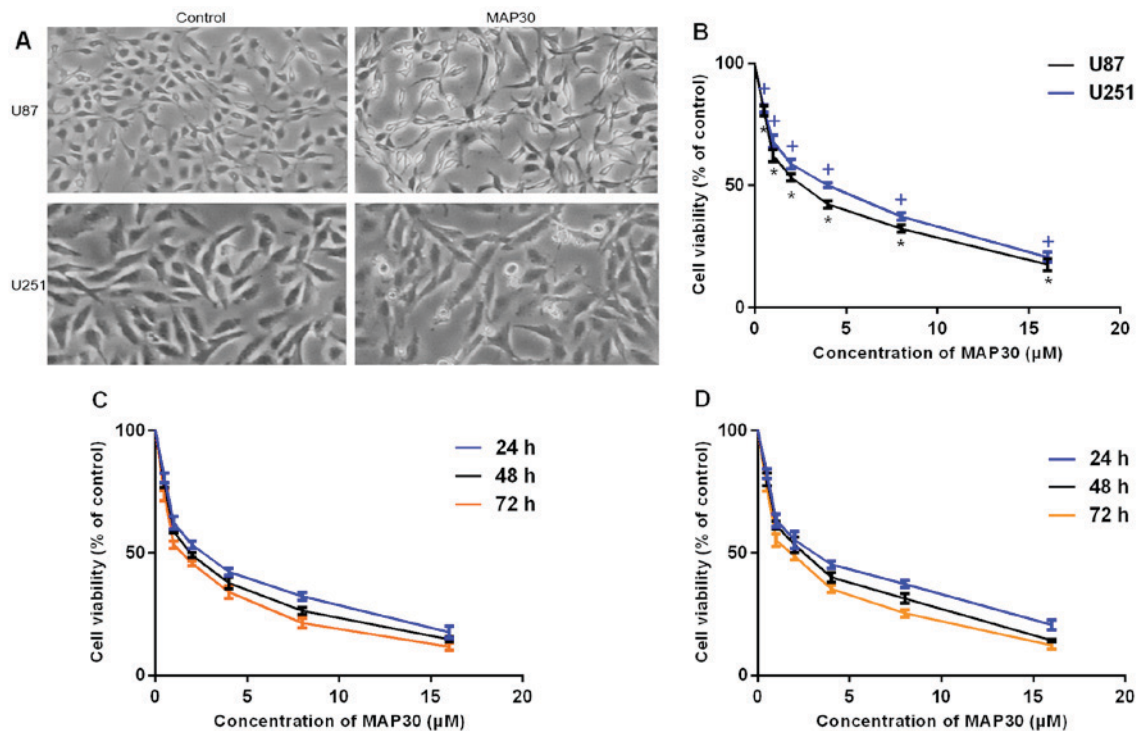 A
Control
MAP30
U87
U251
B
U87
U251
Cell viability (% of control)
100
50
0
0
5
10
15
20
Concentration of MAP30 (µM)
C
24 h
48 h
72 h
Cell viability (% of control)
100
50
0
0
5
10
15
20
Concentration of MAP30 (µM)
D
24 h
48 h
72 h
Cell viability (% of control)
100
50
0
0
5
10
15
20
Concentration of MAP30 (µM)